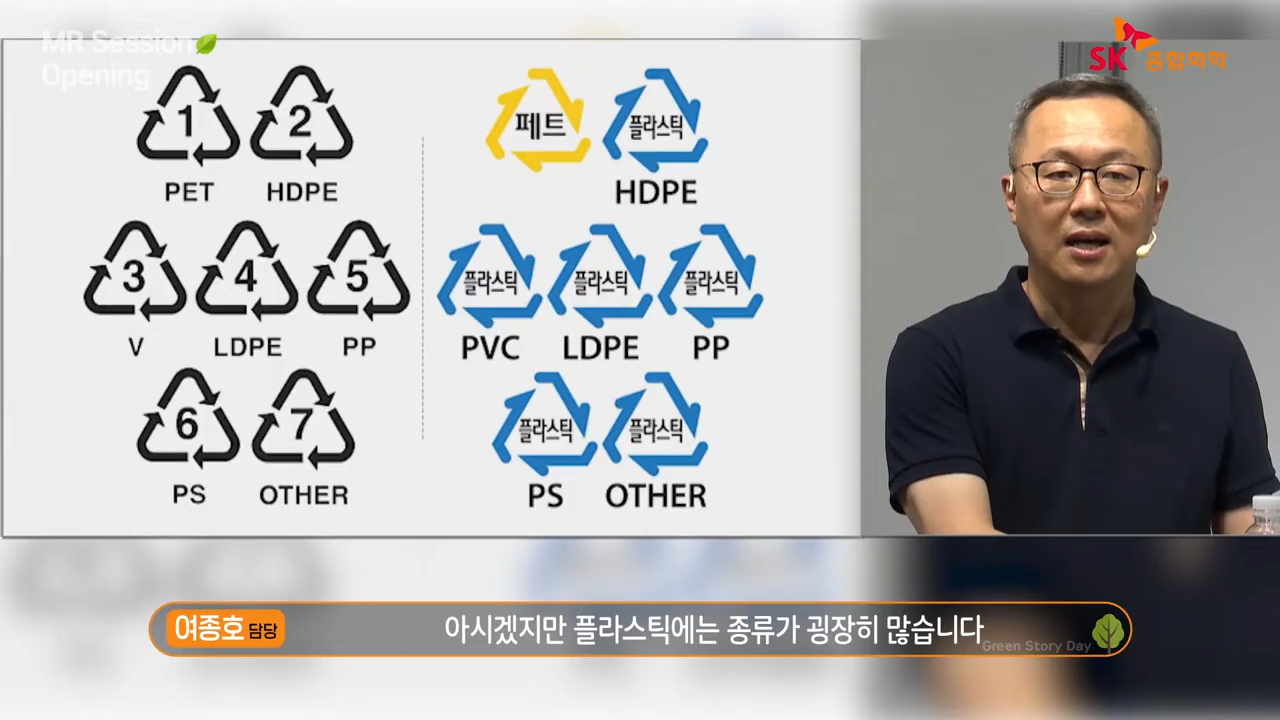 MR Session
Opening
SK 종합화학
1 2
PET HDPE
3 4 5
V LDPE PP
6 7
PS OTHER
페트 플라스틱
HDPE
플라스틱 플라스틱 플라스틱
PVC LDPE PP
플라스틱 플라스틱
PS OTHER
여종호 담당
아시겠지만 플라스틱에는 종류가 굉장히 많습니다
Green Story Day